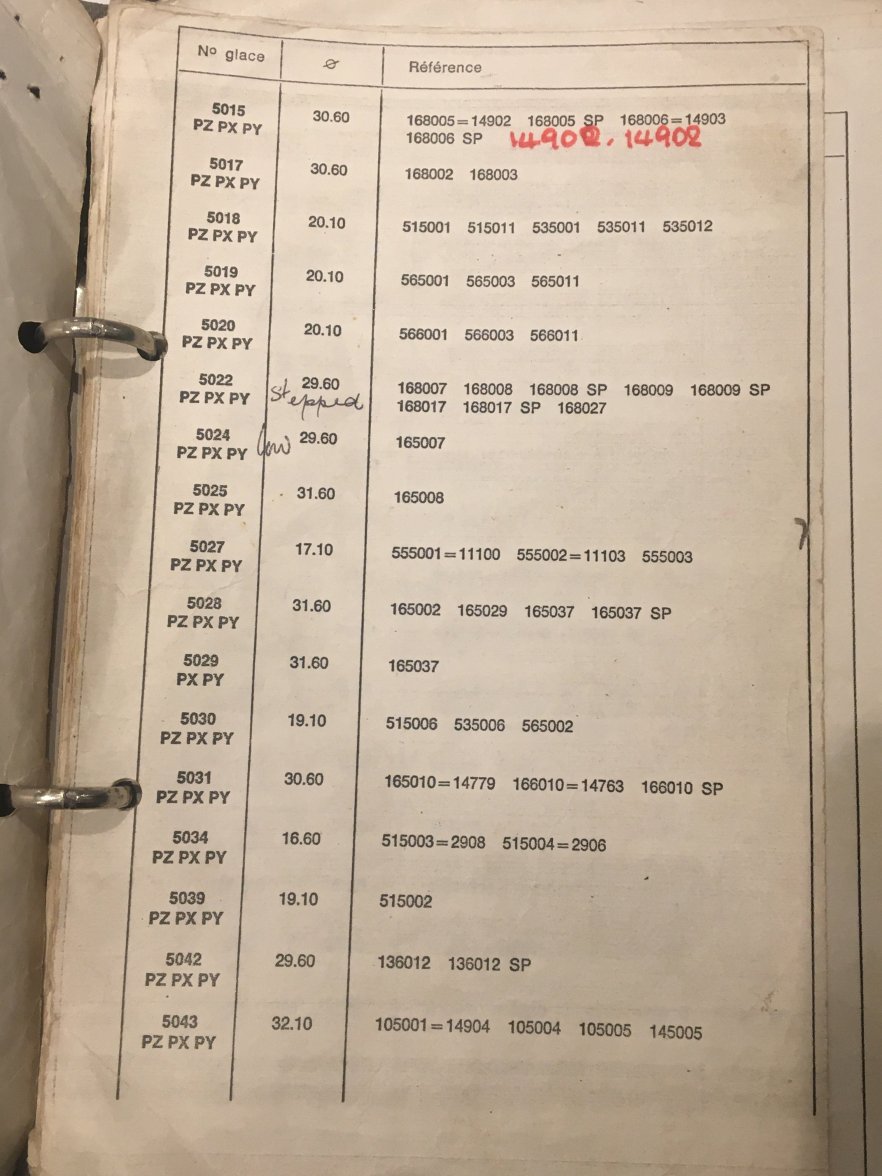 Nº glace ⌀ Référence
5015 30.60 168005=14902 168005 SP 168006=14903
PZ PX PY 168006 SP 14902, 14902
5017 30.60 168002 168003
PZ PX PY
5018 20.10 515001 515011 535001 535011 535012
PZ PX PY
5019 20.10 565001 565003 565011
PZ PX PY
5020 20.10 566001 566003 566011
PZ PX PY
5022 29.60 168007 168008 168008 SP 168009 168009 SP
PZ PX PY stepped 168017 168017 SP 168027
5024 29.60 165007
PZ PX PY
5025 31.60 165008
PZ PX PY
5027 17.10 555001=11100 555002=11103 555003
PZ PX PY
5028 31.60 165002 165029 165037 165037 SP
PZ PX PY
5029 31.60 165037
PX PY
5030 19.10 515006 535006 565002
PZ PX PY
5031 30.60 165010=14779 166010=14763 166010 SP
PZ PX PY
5034 16.60 515003=2908 515004=2906
PZ PX PY
5039 19.10 515002
PZ PX PY
5042 29.60 136012 136012 SP
PZ PX PY
5043 32.10 105001=14904 105004 105005 145005
PZ PX PY